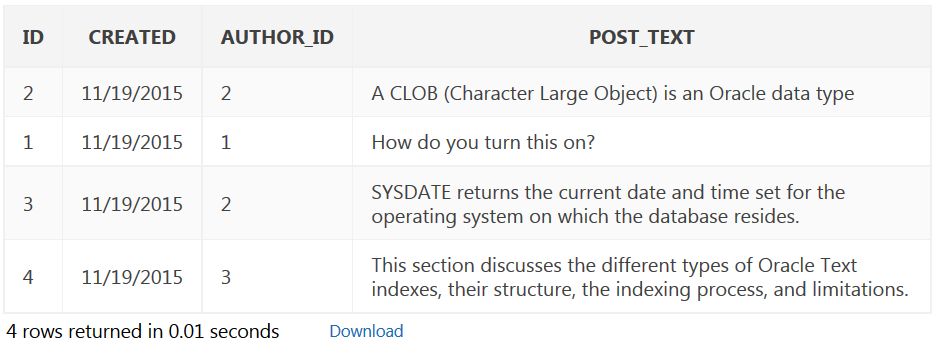 ID CREATED AUTHOR_ID POST_TEXT
2 11/19/2015 2 A CLOB (Character Large Object) is an Oracle data type
1 11/19/2015 1 How do you turn this on?
3 11/19/2015 2 SYSDATE returns the current date and time set for the
operating system on which the database resides.
4 11/19/2015 3 This section discusses the different types of Oracle Text
indexes, their structure, the indexing process, and limitations.
4 rows returned in 0.01 seconds Download